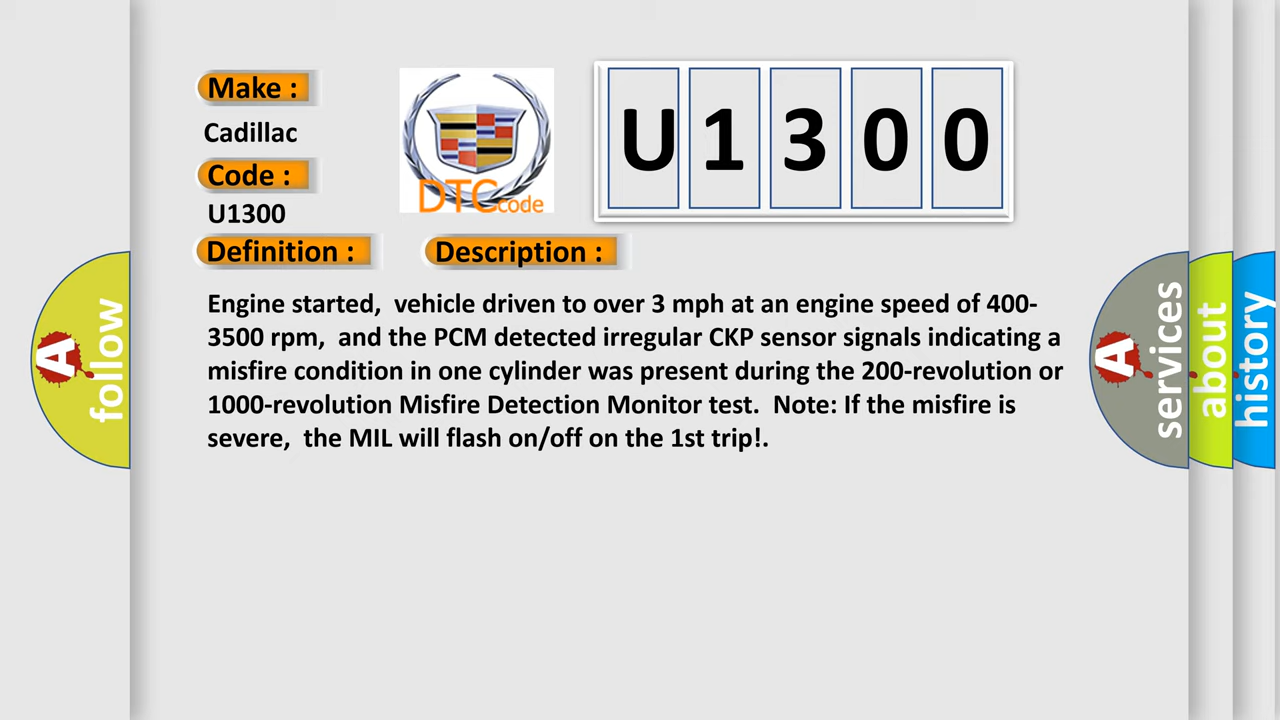 Make :
Cadillac
Code :
U1300
Definition :
Description :
DTC code
U1300
Engine started,  vehicle driven to over 3 mph at an engine speed of 400-
3500 rpm,  and the PCM detected irregular CKP sensor signals indicating a
misfire condition in one cylinder was present during the 200-revolution or
1000-revolution Misfire Detection Monitor test.  Note: If the misfire is
severe,  the MIL will flash on/off on the 1st trip!.
A follow
A services
about
history